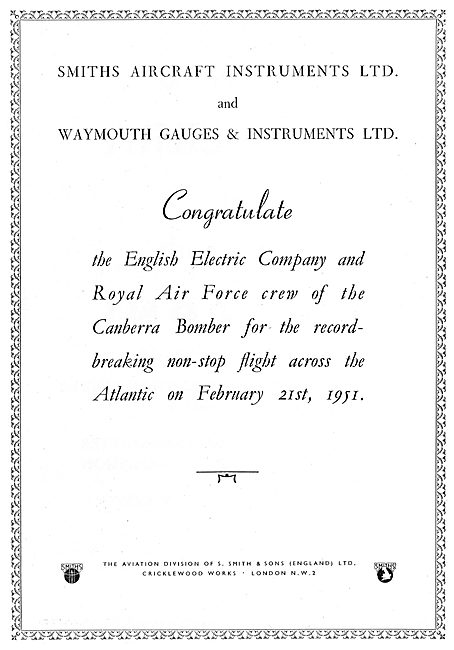 SMITHS AIRCRAFT INSTRUMENTS LTD.
and
WAYMOUTH GAUGES & INSTRUMENTS LTD.
Congratulate
the English Electric Company and
Royal Air Force crew of the
Canberra Bomber for the record-
breaking non-stop flight across the
Atlantic on February 21st, 1951.
SMITHS
THE AVIATION DIVISION OF S. SMITH & SONS (ENGLAND) LTD.
CRICKLEWOOD WORKS · LONDON N.W.2
SMITHS